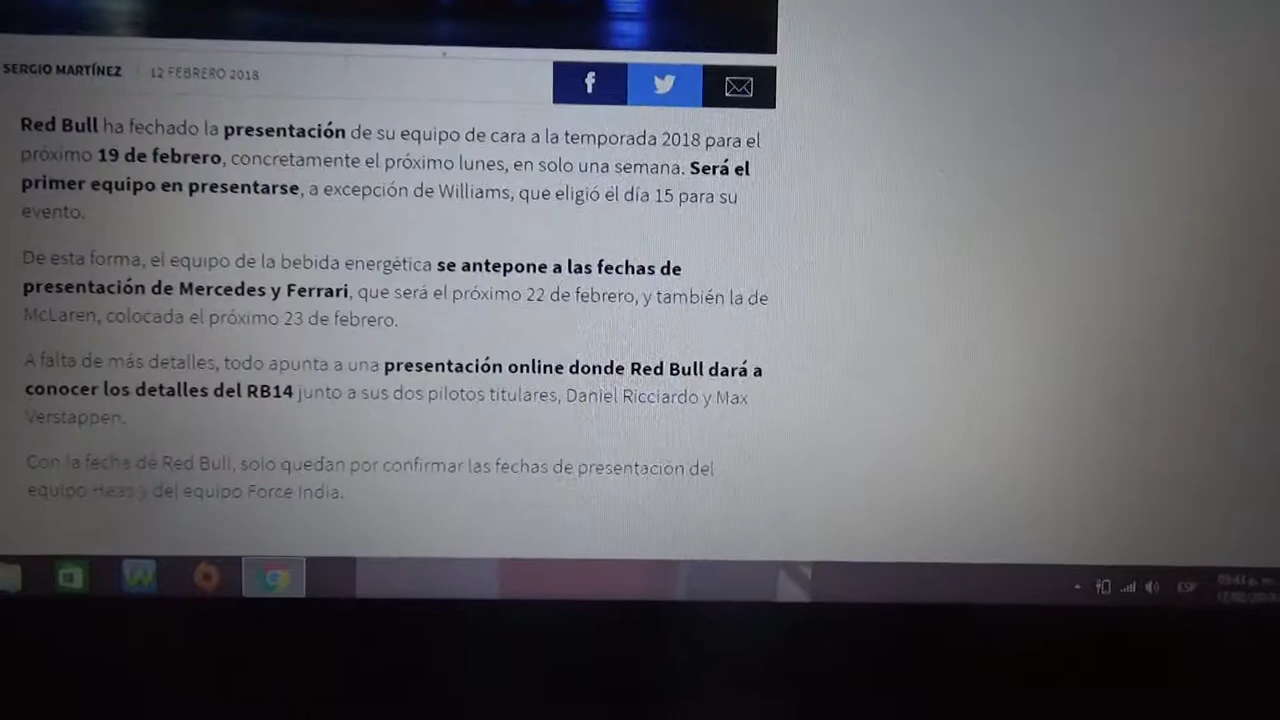 SERGIO MARTÍNEZ | 12 FEBRERO 2018
Red Bull ha fechado la presentación de su equipo de cara a la temporada 2018 para el
próximo 19 de febrero, concretamente el próximo lunes, en solo una semana. Será el
primer equipo en presentarse, a excepción de Williams, que eligió el día 15 para su
evento.
De esta forma, el equipo de la bebida energética se antepone a las fechas de
presentación de Mercedes y Ferrari, que será el próximo 22 de febrero, y también la de
McLaren, colocada el próximo 23 de febrero.
A falta de más detalles, todo apunta a una presentación online donde Red Bull dará a
conocer los detalles del RB14 junto a sus dos pilotos titulares, Daniel Ricciardo y Max
Verstappen.
Con la fecha de Red Bull, solo quedan por confirmar las fechas de presentación del
equipo Haas y del equipo Force India.
ESP